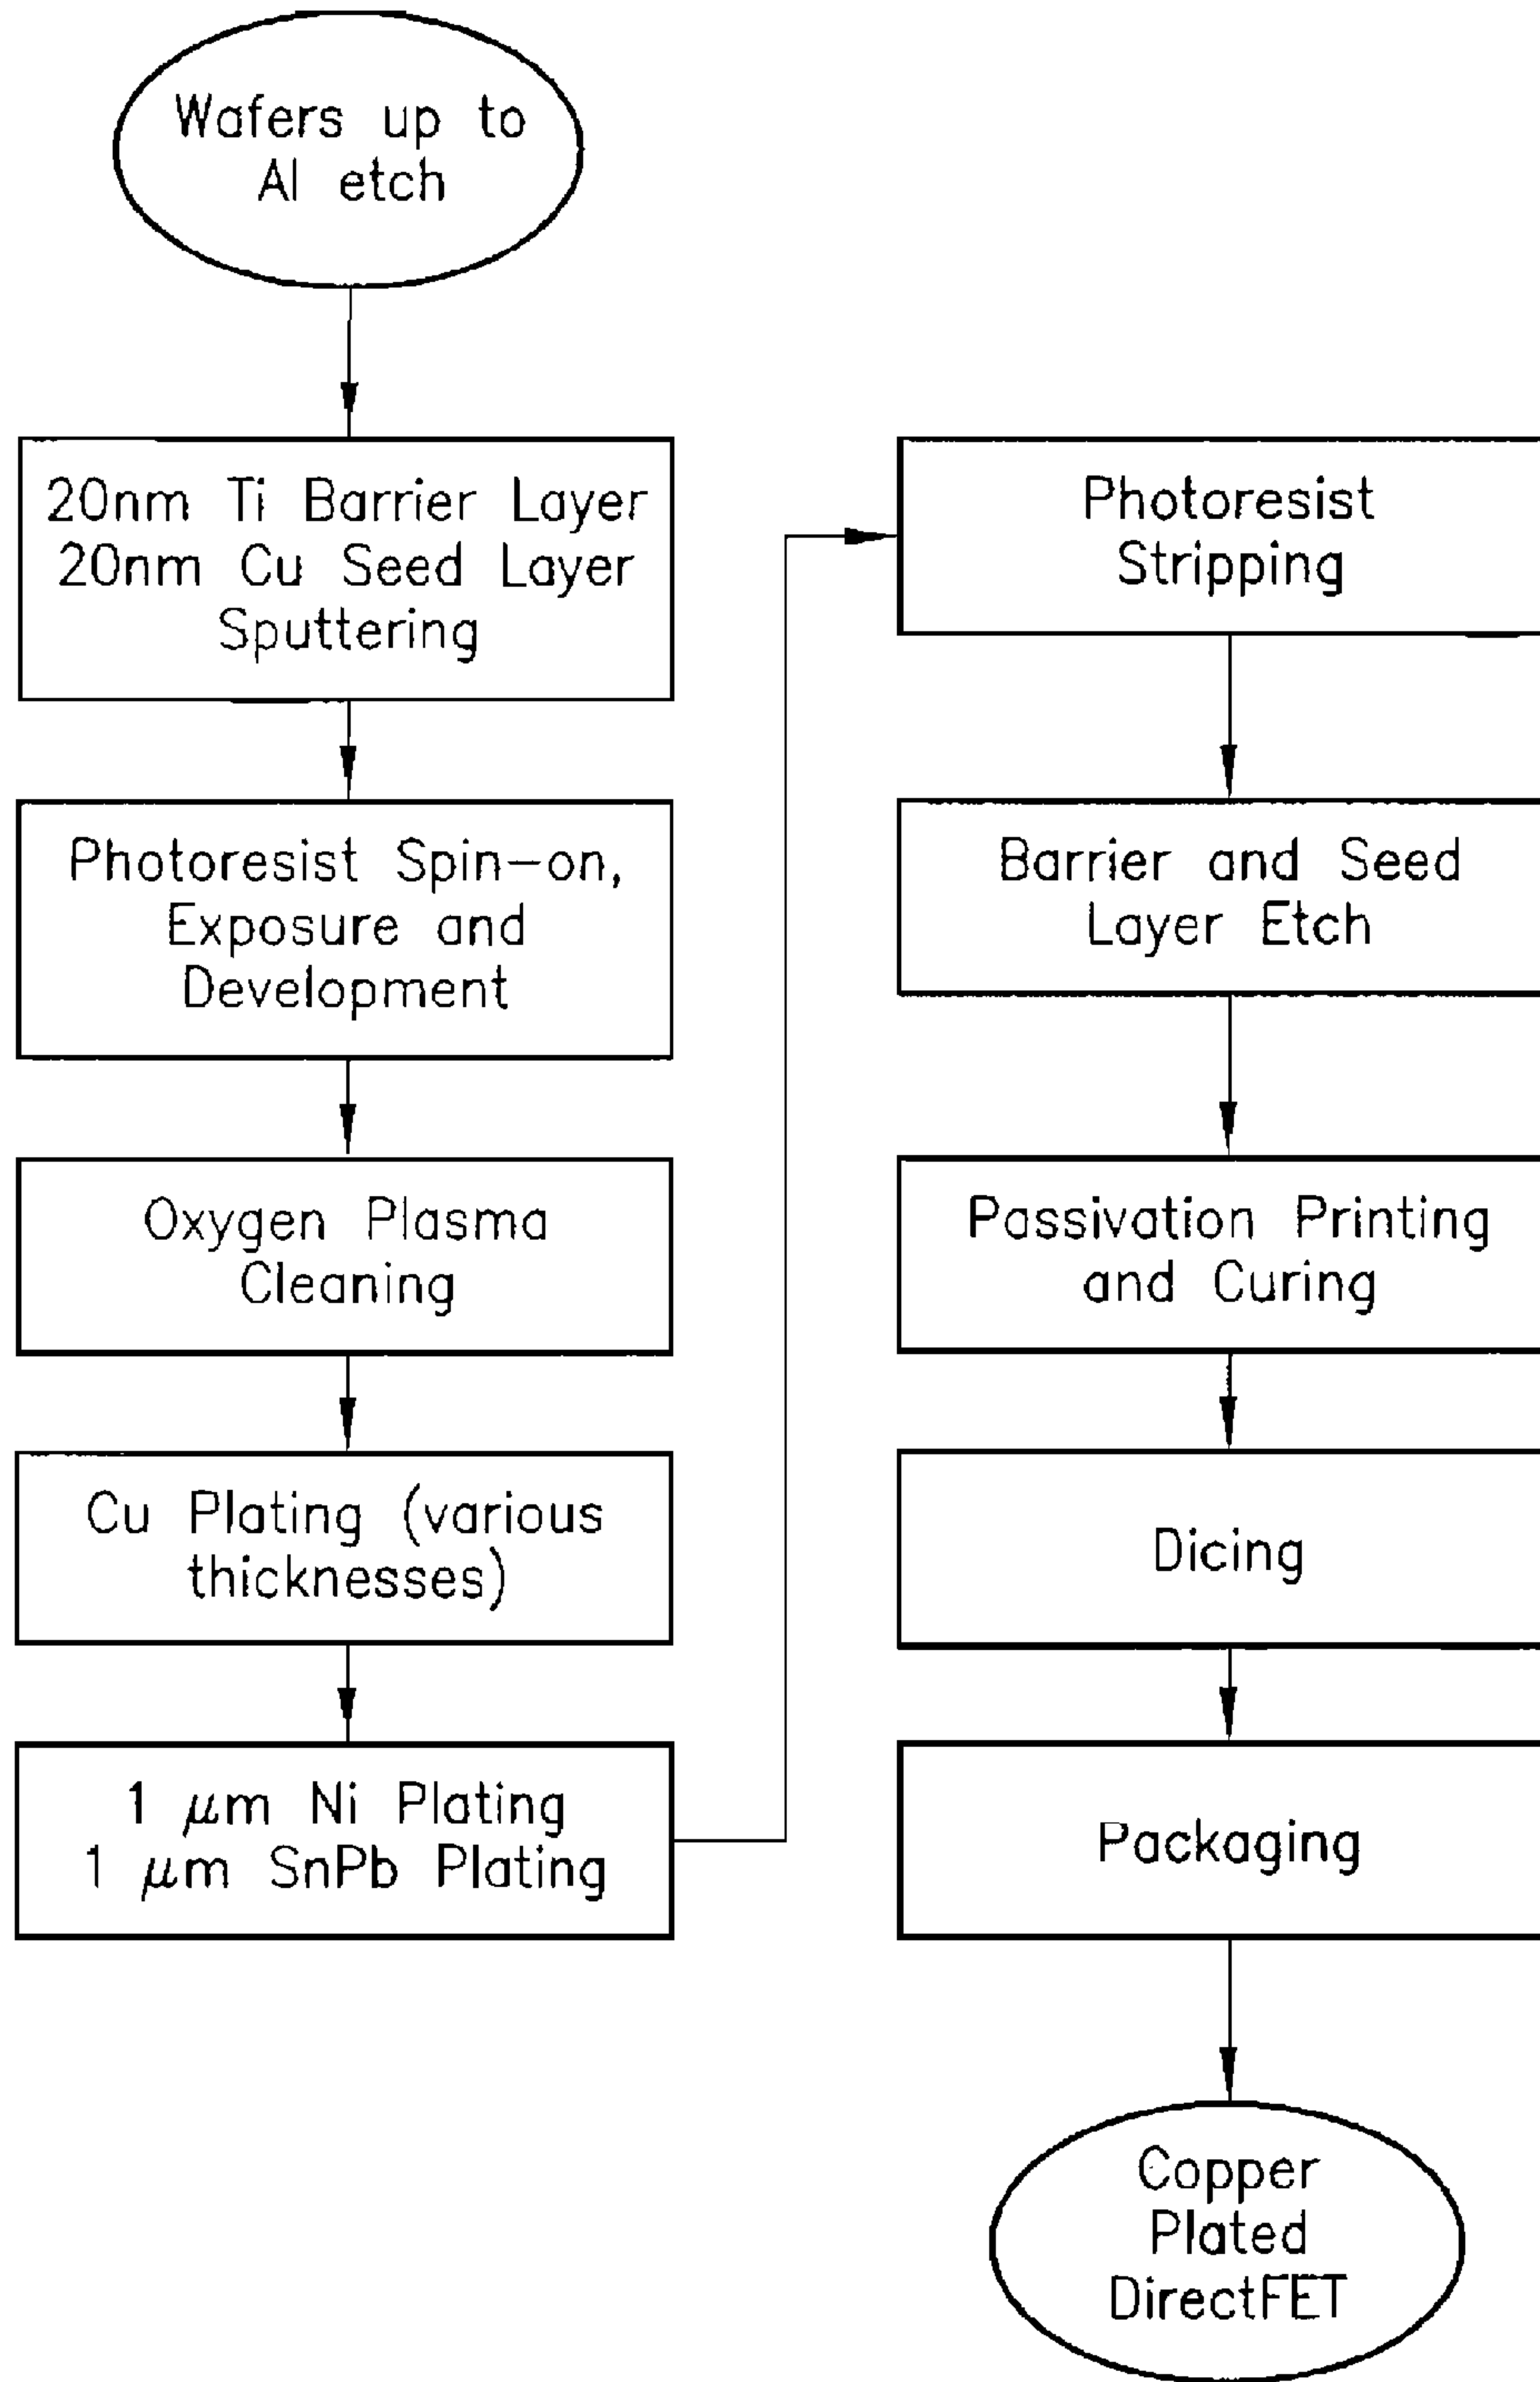 Wafers up to
Al etch
20nm Ti Barrier Layer
20nm Cu Seed Layer
Sputtering
Photoresist Spin-on,
Exposure and
Development
Oxygen Plasma
Cleaning
Cu Plating (various
thicknesses)
1 μm Ni Plating
1 μm SnPb Plating
Photoresist
Stripping
Barrier and Seed
Layer Etch
Passivation Printing
and Curing
Dicing
Packaging
Copper
Plated
DirectFET